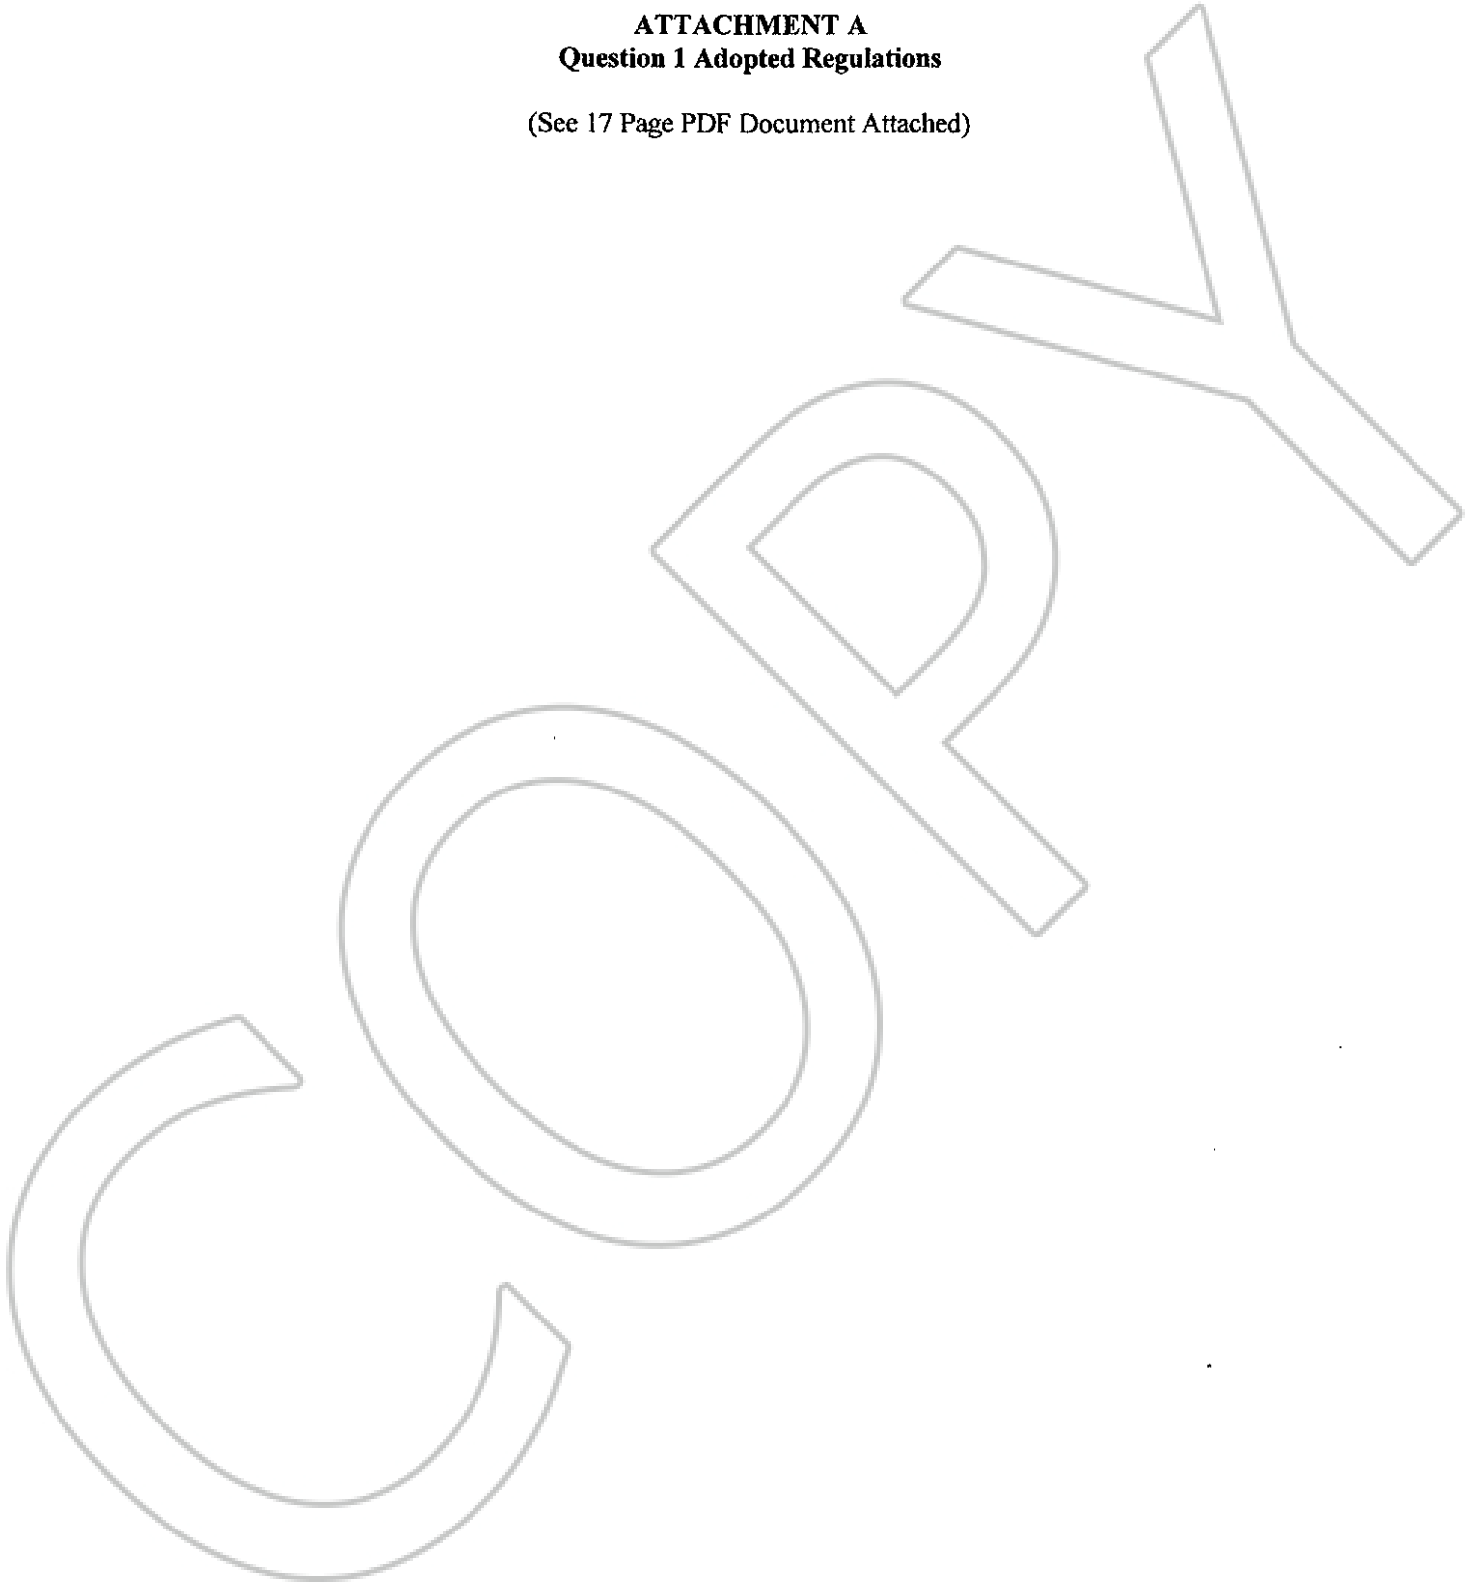 ATTACHMENT A
Question 1 Adopted Regulations
(See 17 Page PDF Document Attached)
COPY